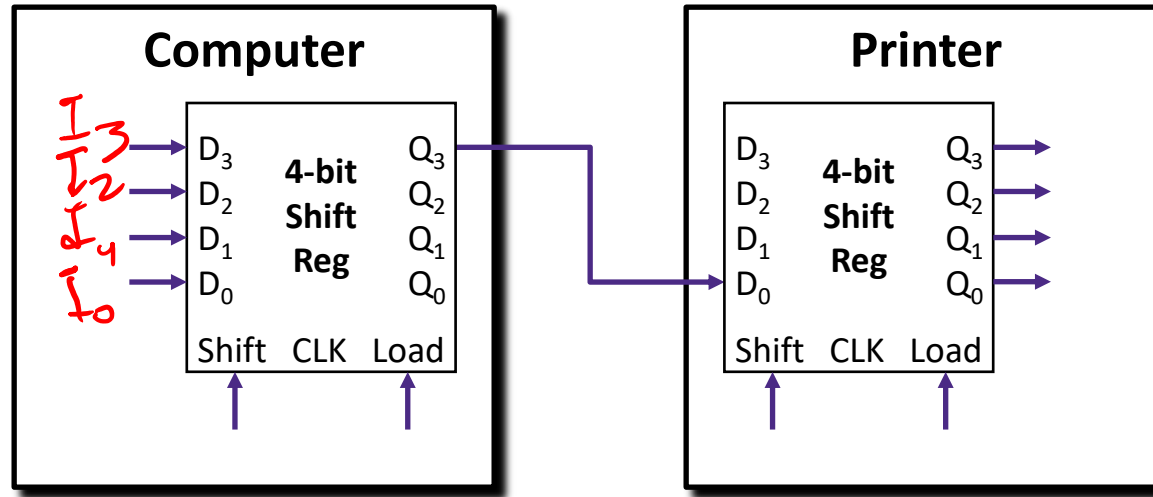 Computer
I3
I2
I4
I0
D3
D2
D1
D0
4-bit
Shift
Reg
Q3
Q2
Q1
Q0
Shift CLK Load
Printer
D3
D2
D1
D0
4-bit
Shift
Reg
Q3
Q2
Q1
Q0
Shift CLK Load